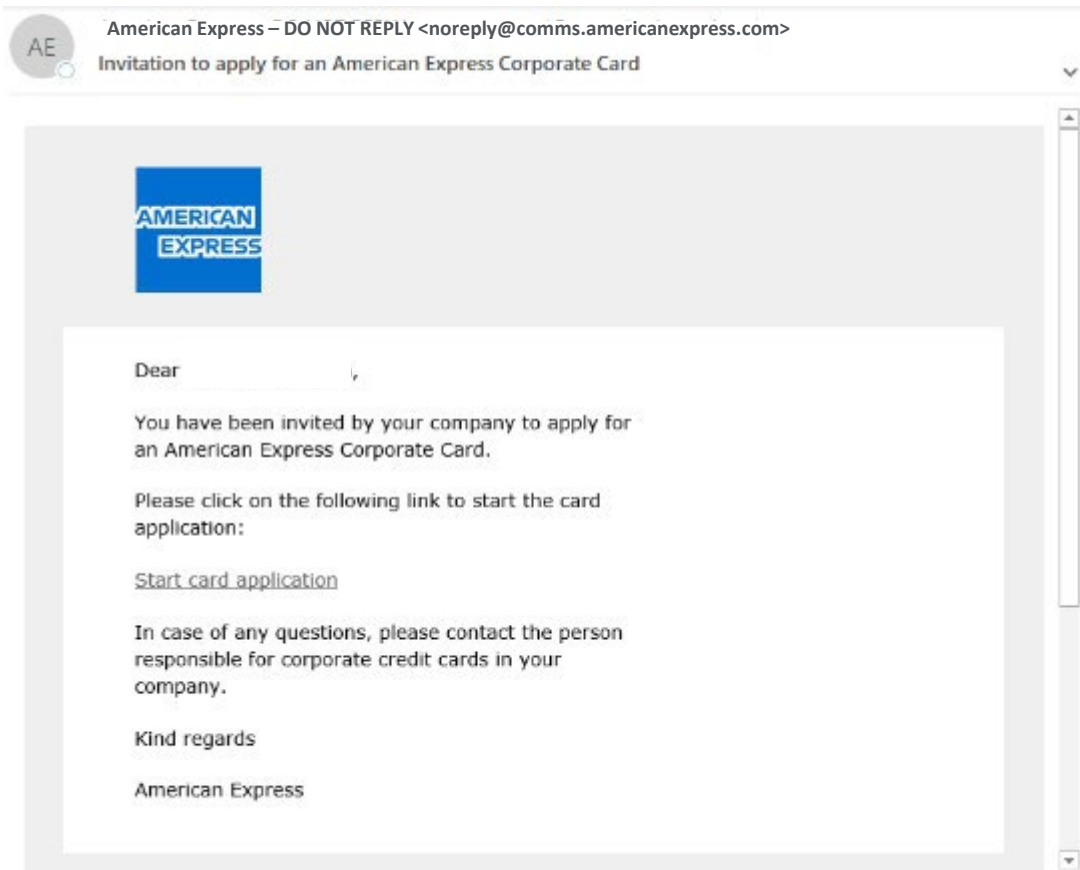 American Express – DO NOT REPLY <noreply@comms.americanexpress.com>
AE
Invitation to apply for an American Express Corporate Card
AMERICAN
EXPRESS
Dear ,
You have been invited by your company to apply for
an American Express Corporate Card.
Please click on the following link to start the card
application:
Start card application
In case of any questions, please contact the person
responsible for corporate credit cards in your
company.
Kind regards
American Express